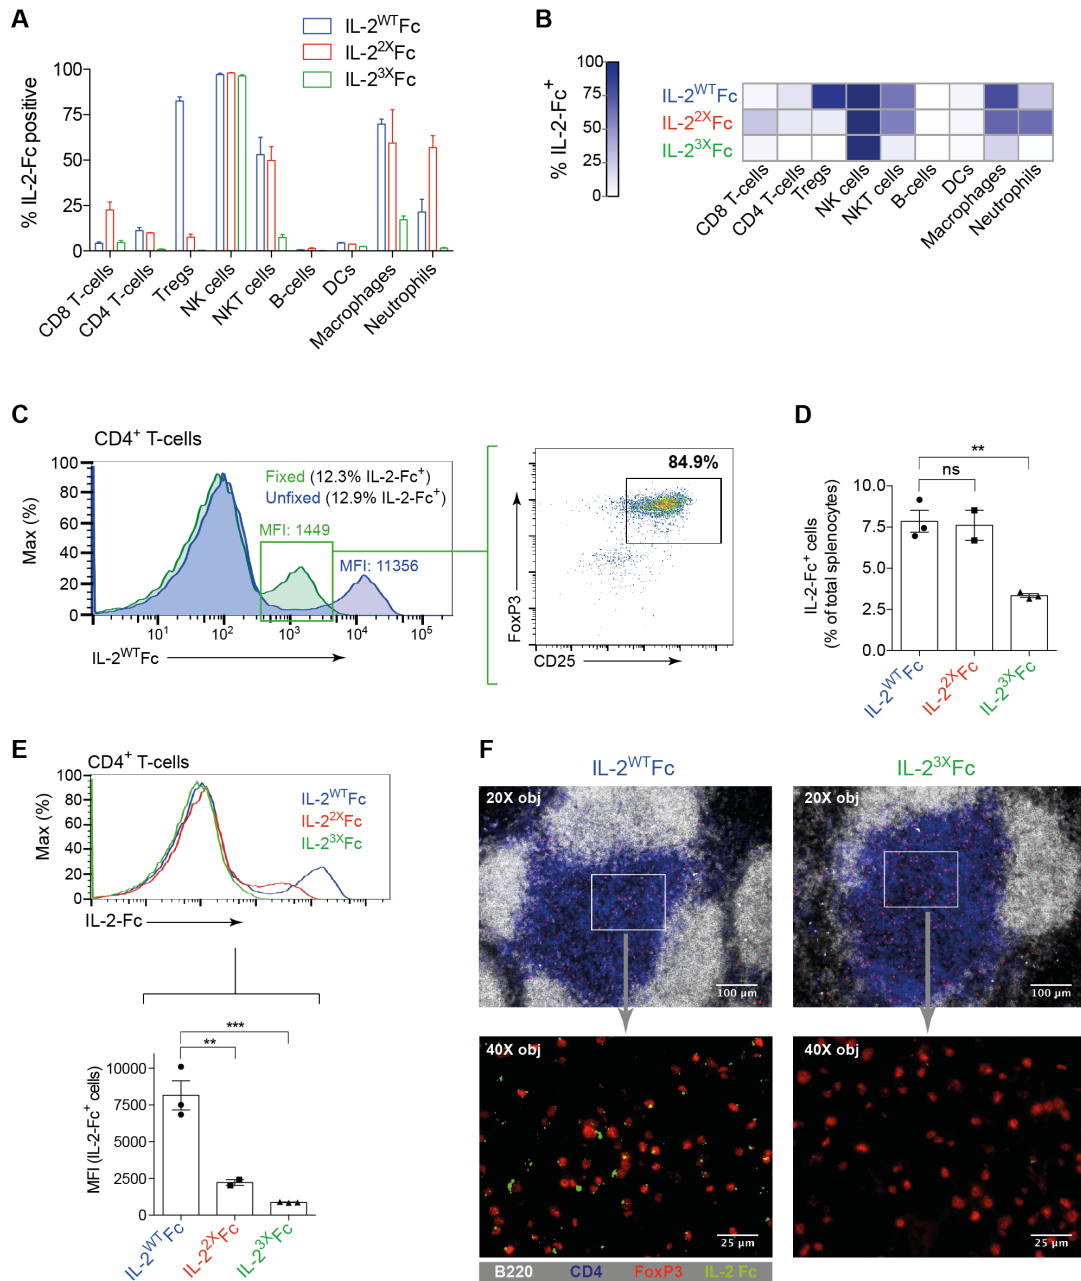 A
IL-2WTFc
IL-22XFc
IL-23XFc
% IL-2-Fc positive
100
75
50
25
0
CD8 T-cells
CD4 T-cells
Tregs
NK cells
NKT cells
B-cells
DCs
Macrophages
Neutrophils
B
% IL-2-Fc+
100
75
50
25
0
IL-2WTFc
IL-22XFc
IL-23XFc
CD8 T-cells
CD4 T-cells
Tregs
NK cells
NKT cells
B-cells
DCs
Macrophages
Neutrophils
C
CD4+ T-cells
Max (%)
100
80
60
40
20
0
Fixed (12.3% IL-2-Fc+)
Unfixed (12.9% IL-2-Fc+)
MFI: 1449
MFI: 11356
101 102 103 104 105
IL-2WTFc
84.9%
FoxP3
CD25
D
**
ns
IL-2-Fc+ cells
(% of total splenocytes)
10.0
7.5
5.0
2.5
0.0
IL-2WTFc
IL-22XFc
IL-23XFc
E
CD4+ T-cells
Max (%)
100
80
60
40
20
0
IL-2WTFc
IL-22XFc
IL-23XFc
IL-2-Fc
***
**
MFI (IL-2-Fc+ cells)
10000
7500
5000
2500
0
IL-2WTFc
IL-22XFc
IL-23XFc
F
IL-2WTFc
IL-23XFc
20X obj
100 µm
20X obj
100 µm
40X obj
25 µm
40X obj
25 µm
B220 CD4 FoxP3 IL-2 Fc